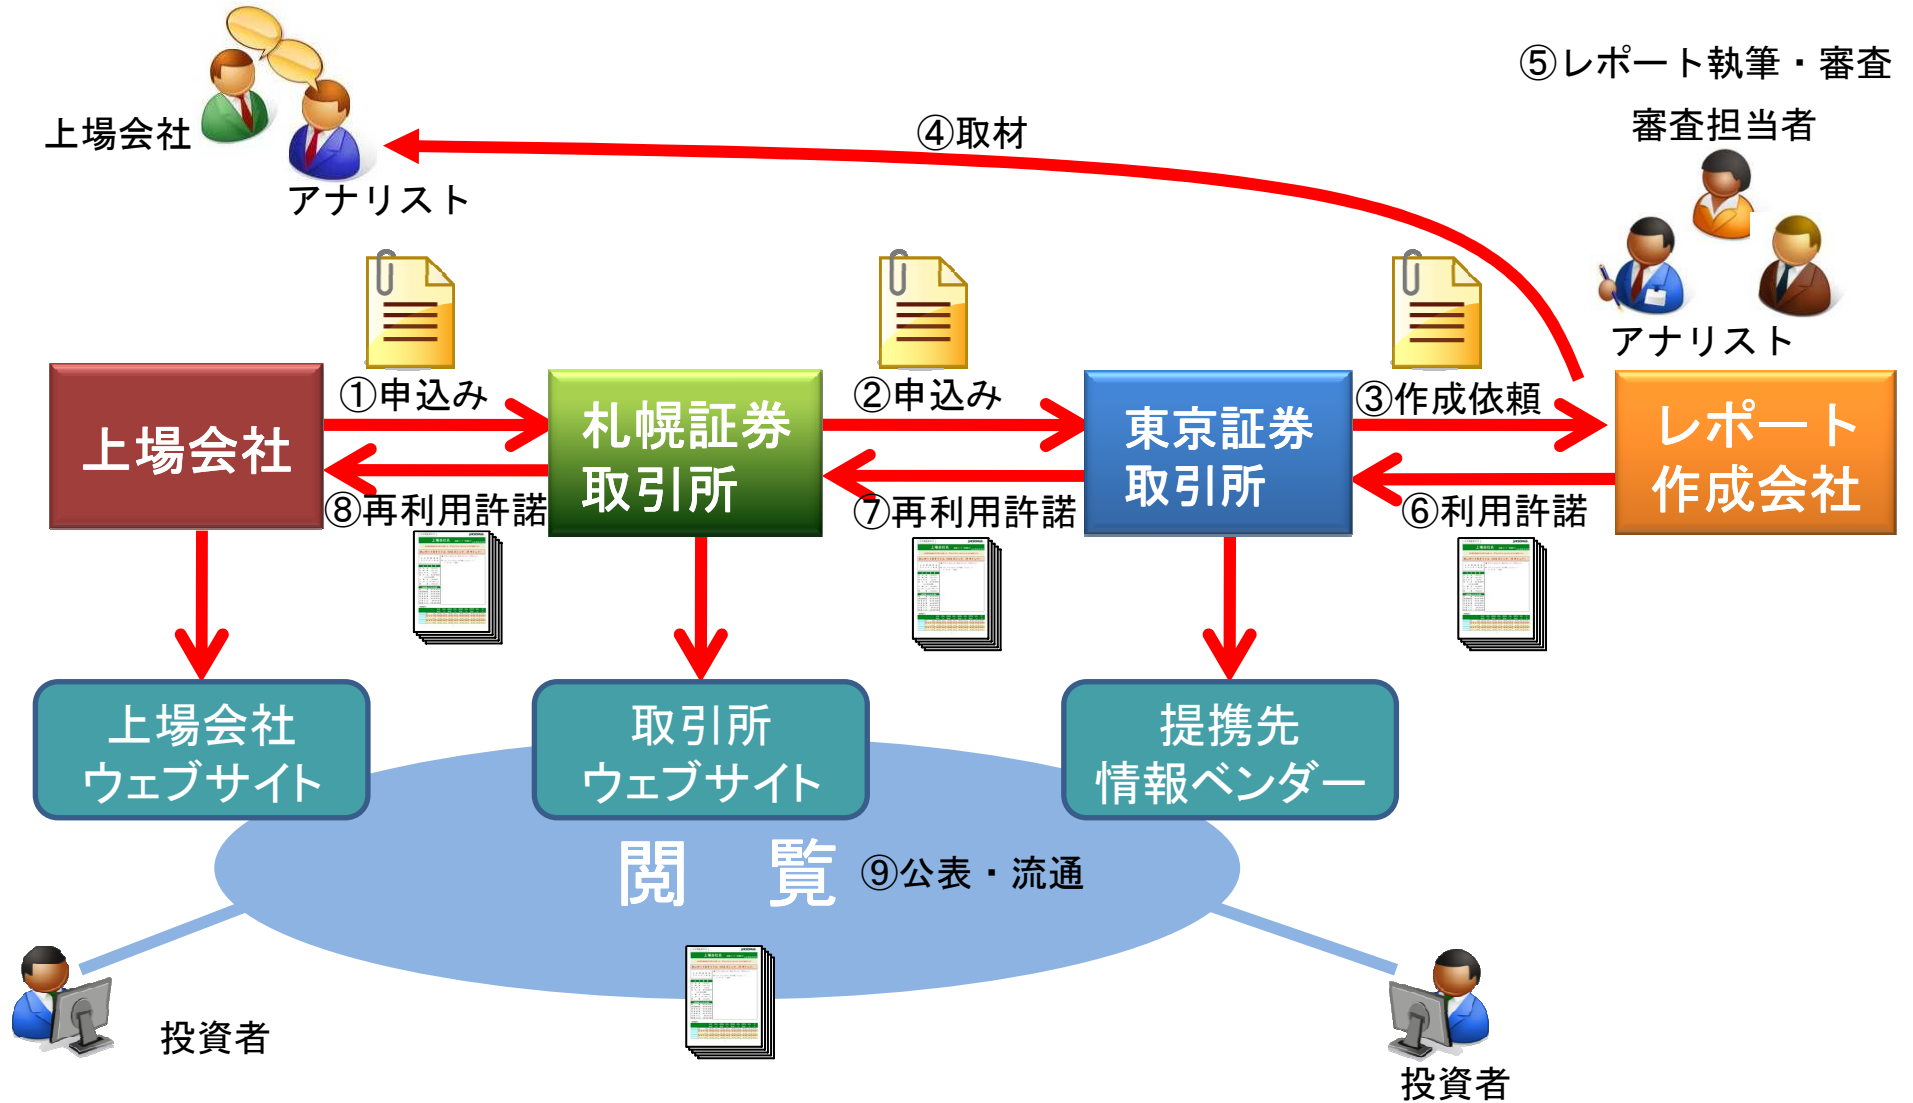 ⑤レポート執筆・審査
審査担当者
上場会社
④取材
アナリスト
アナリスト
①申込み
②申込み
③作成依頼
上場会社
札幌証券
取引所
東京証券
取引所
レポート
作成会社
⑧再利用許諾
⑦再利用許諾
⑥利用許諾
上場会社
ウェブサイト
取引所
ウェブサイト
提携先
情報ベンダー
閲 覧
⑨公表・流通
投資者
投資者